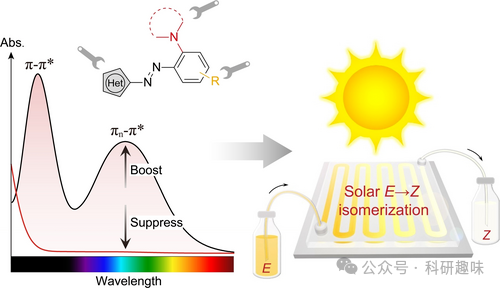 Abs.
π-π*
πn-π*
Boost
Suppress
Wavelength
Het
N
N
N
R
Solar E→Z
isomerization
E
Z
公众号 · 科研趣味